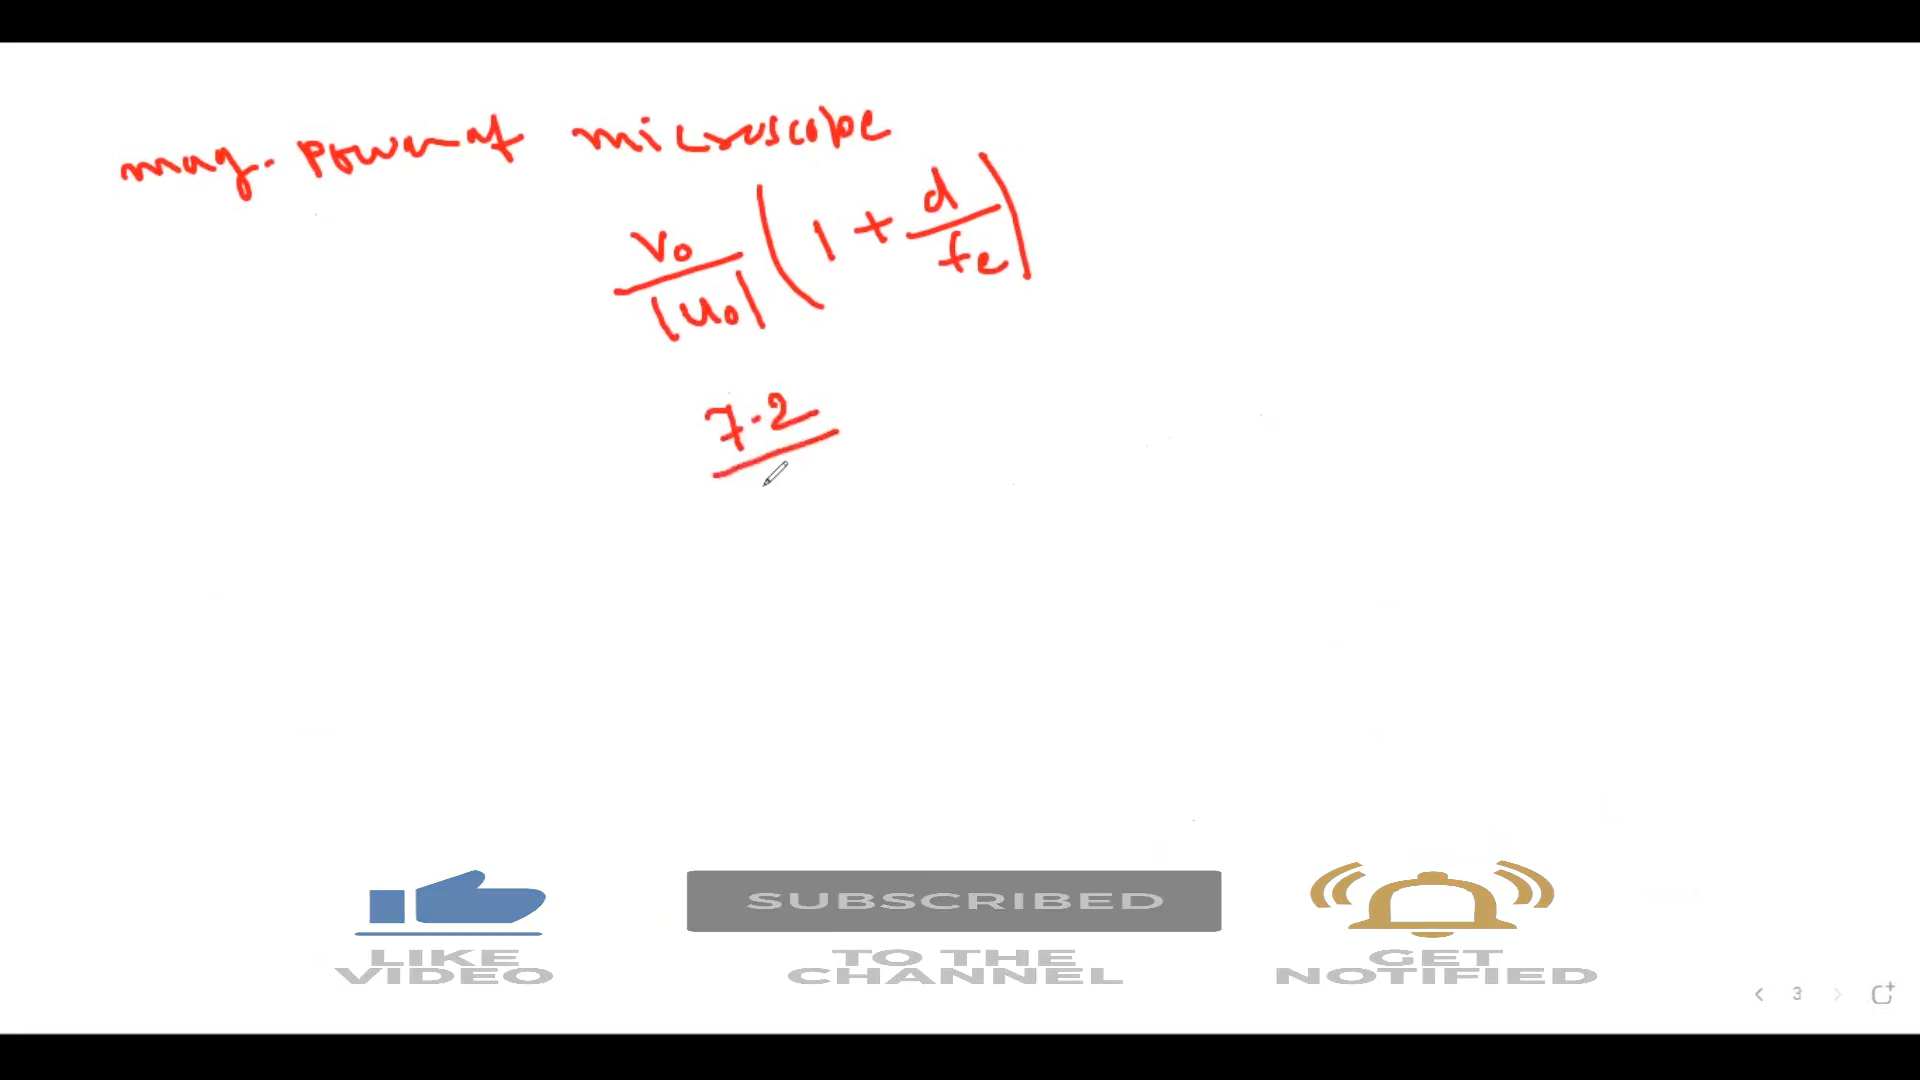 mag. Power of microscope
v₀ / |u₀| (1 + d / fe)
7.2
SUBSCRIBED
LIKE VIDEO
TO THE CHANNEL
GET NOTIFIED
3